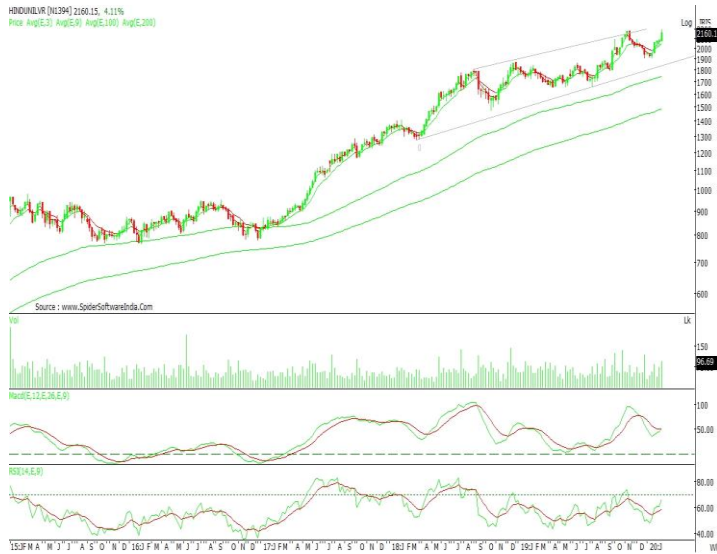 HINDUNILVR [N1394] 2160.15, 4.11%
Price Avg(E,3) Avg(E,9) Avg(E,100) Avg(E,200)
Log
2160.1
2000
1900
1800
1700
1600
1500
1400
1300
1200
1100
1000
900
800
700
600
Source : www.SpiderSoftwareIndia.Com
Vol
Lk
150
96.69
Macd(E,12,E,26,E,9)
100
50.00
RSI(14,E,9)
80.00
60.00
40.00
15:JF M A M J J A S O N D 16:J F M A M J J A S O N D 17:J F M A M J J A S O N D 18:J F M A M J J A S O N D 19:J F M A M J J A S O N D 20:J
W